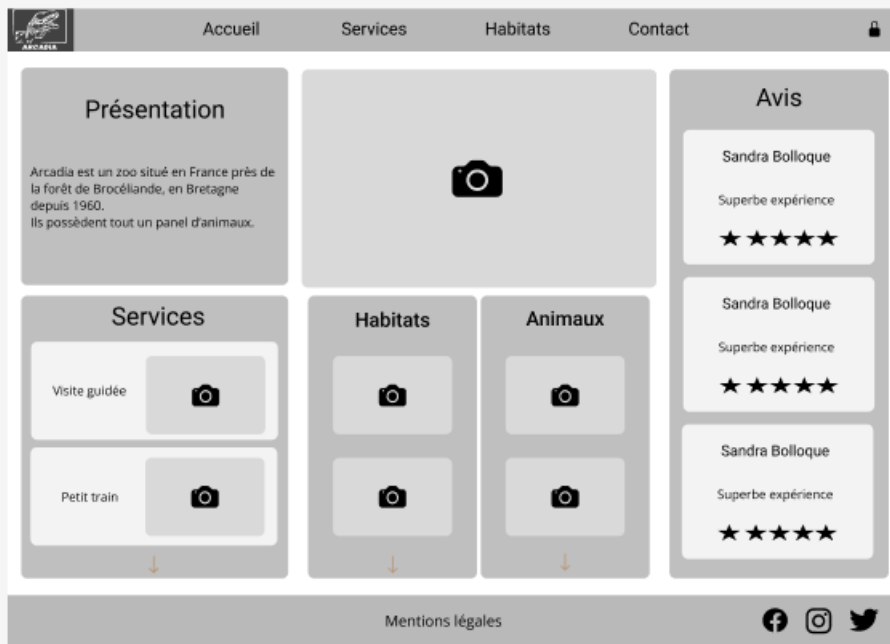 ARCADIA
Accueil
Services
Habitats
Contact
Présentation
Arcadia est un zoo situé en France près de
la forêt de Brocéliande, en Bretagne
depuis 1960.
Ils possèdent tout un panel d'animaux.
Services
Visite guidée
Petit train
Habitats
Animaux
Avis
Sandra Bolloque
Superbe expérience
Sandra Bolloque
Superbe expérience
Sandra Bolloque
Superbe expérience
Mentions légales